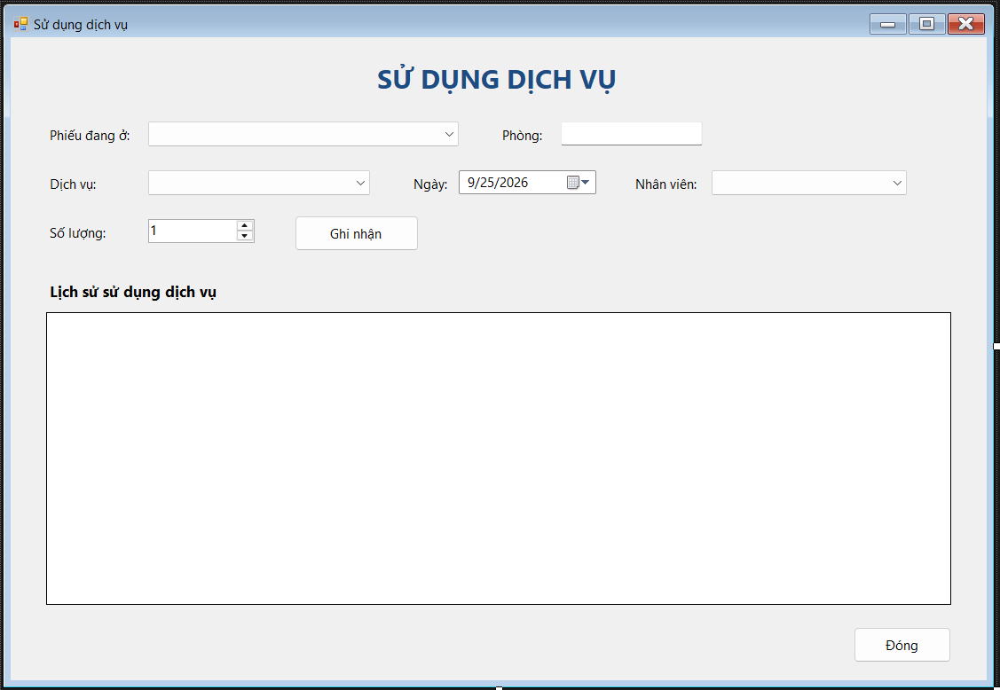 Sử dụng dịch vụ
SỬ DỤNG DỊCH VỤ
Phiếu đang ở: Phòng:
Dịch vụ: Ngày: 9/25/2026 Nhân viên:
Số lượng: 1 Ghi nhận
Lịch sử sử dụng dịch vụ
Đóng